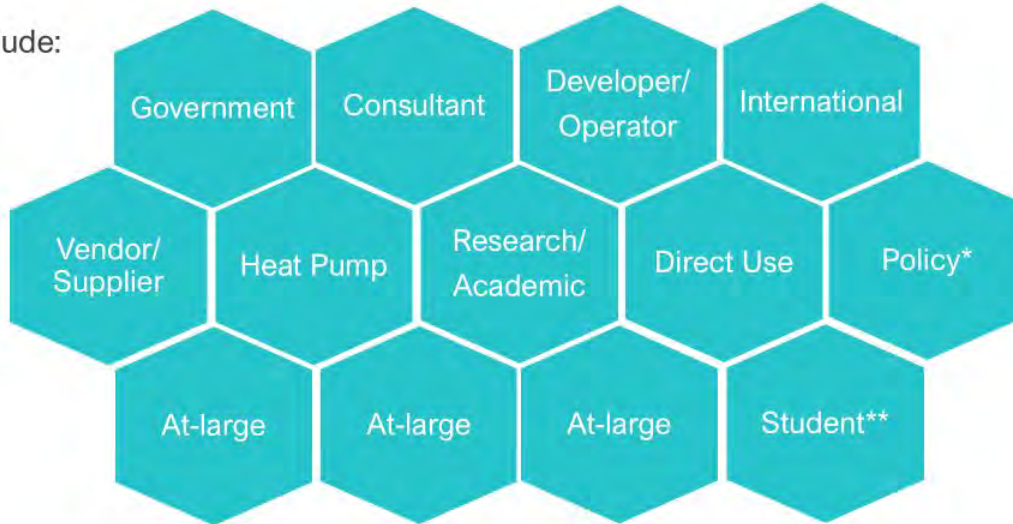 ude:
Government
Consultant
Developer/
Operator
International
Vendor/
Supplier
Heat Pump
Research/
Academic
Direct Use
Policy*
At-large
At-large
At-large
Student**